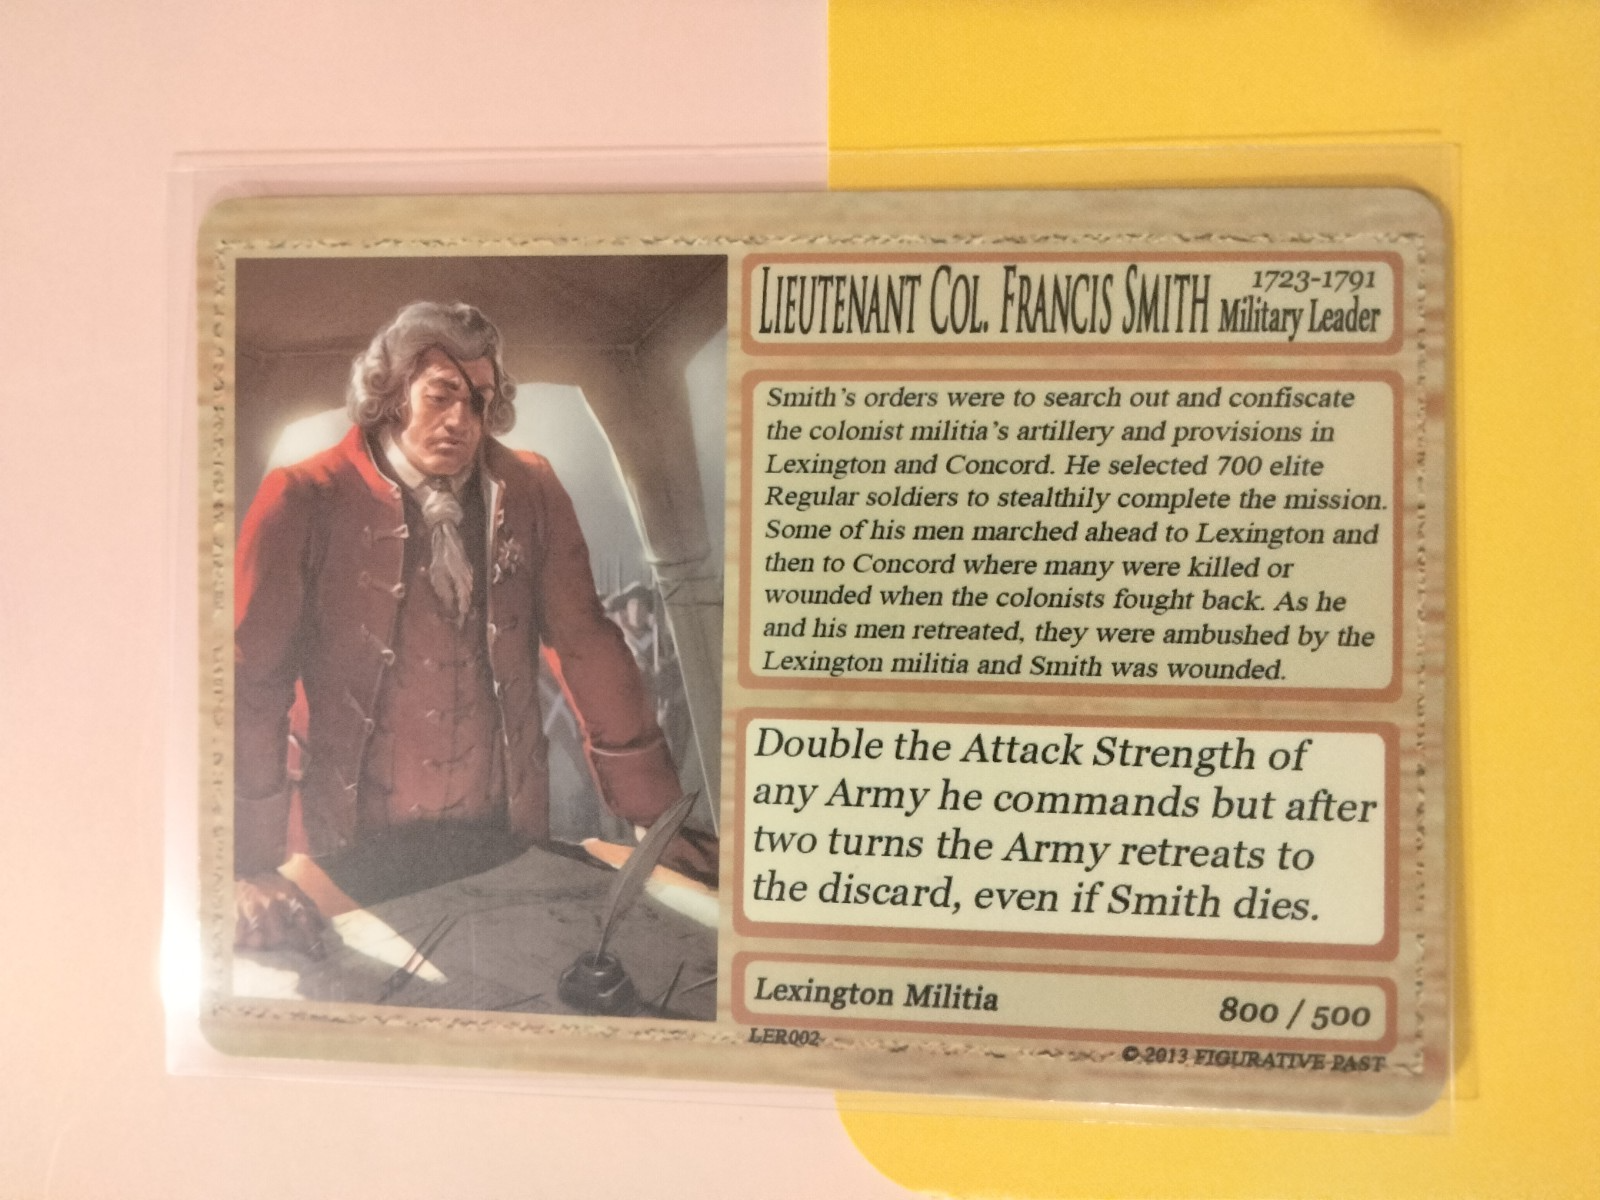 LIEUTENANT COL. FRANCIS SMITH
1723-1791
Military Leader
Smith's orders were to search out and confiscate
the colonist militia's artillery and provisions in
Lexington and Concord. He selected 700 elite
Regular soldiers to stealthily complete the mission.
Some of his men marched ahead to Lexington and
then to Concord where many were killed or
wounded when the colonists fought back. As he
and his men retreated, they were ambushed by the
Lexington militia and Smith was wounded.
Double the Attack Strength of
any Army he commands but after
two turns the Army retreats to
the discard, even if Smith dies.
Lexington Militia 800 / 500
LER002
© 2013 FIGURATIVE PAST